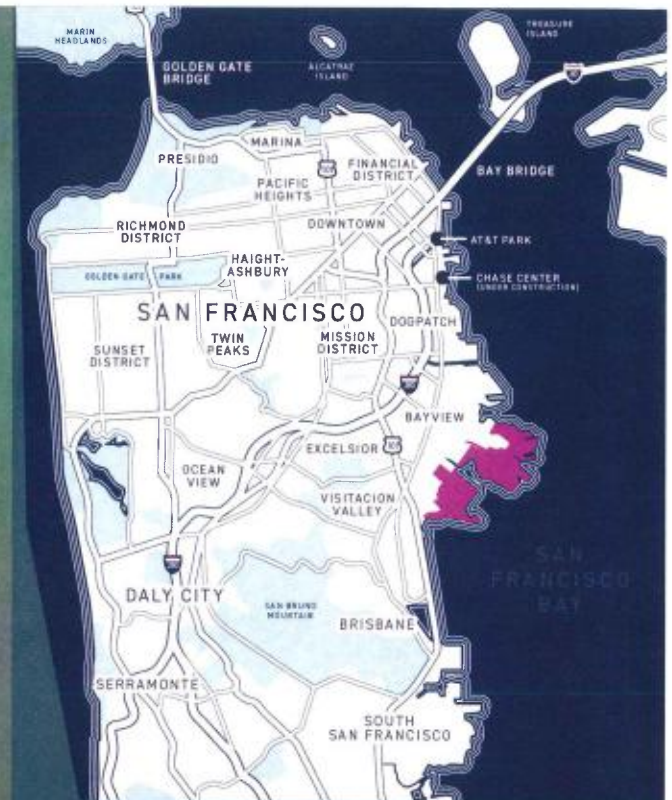 MARIN
HEADLANDS
TREASURE
ISLAND
ALCATRAZ
ISLAND
GOLDEN GATE
BRIDGE
BAY BRIDGE
MARINA
PRESIDIO
FINANCIAL
DISTRICT
PACIFIC
HEIGHTS
RICHMOND
DISTRICT
DOWNTOWN
AT&T PARK
HAIGHT-
ASHBURY
GOLDEN GATE PARK
CHASE CENTER
(UNDER CONSTRUCTION)
SAN FRANCISCO
DOGPATCH
TWIN
PEAKS
MISSION
DISTRICT
SUNSET
DISTRICT
BAYVIEW
EXCELSIOR
101
OCEAN
VIEW
VISITACION
VALLEY
SAN
FRANCISCO
BAY
DALY CITY
SAN BRUNO
MOUNTAIN
BRISBANE
SERRAMONTE
SOUTH
SAN FRANCISCO